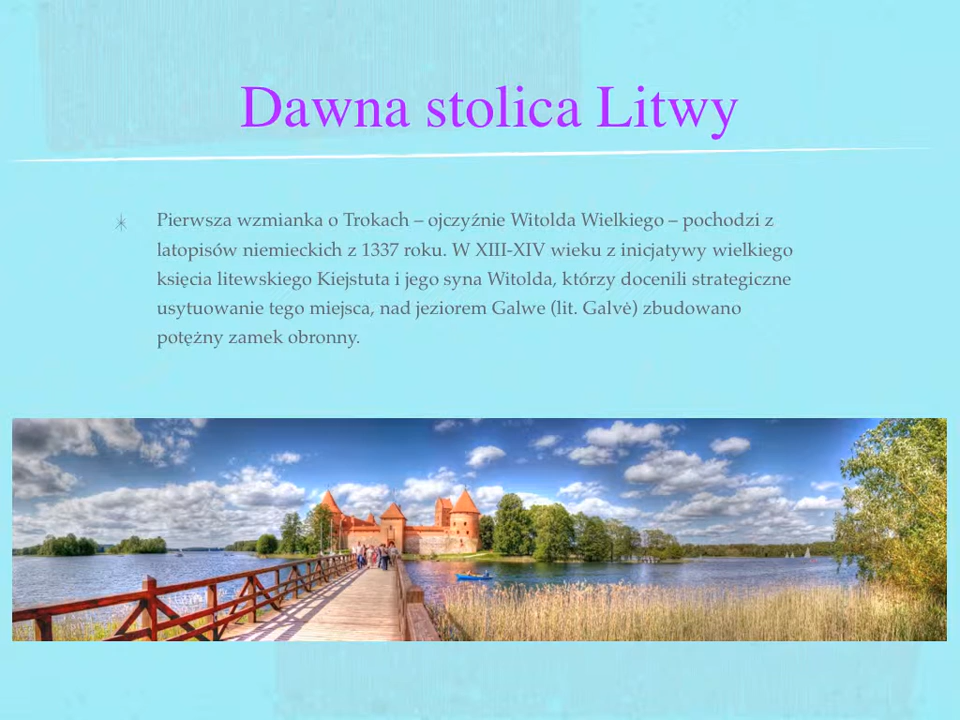 Dawna stolica Litwy
Pierwsza wzmianka o Trokach – ojczyźnie Witolda Wielkiego – pochodzi z
latopisów niemieckich z 1337 roku. W XIII-XIV wieku z inicjatywy wielkiego
księcia litewskiego Kiejstuta i jego syna Witolda, którzy docenili strategiczne
usytuowanie tego miejsca, nad jeziorem Galwe (lit. Galvė) zbudowano
potężny zamek obronny.